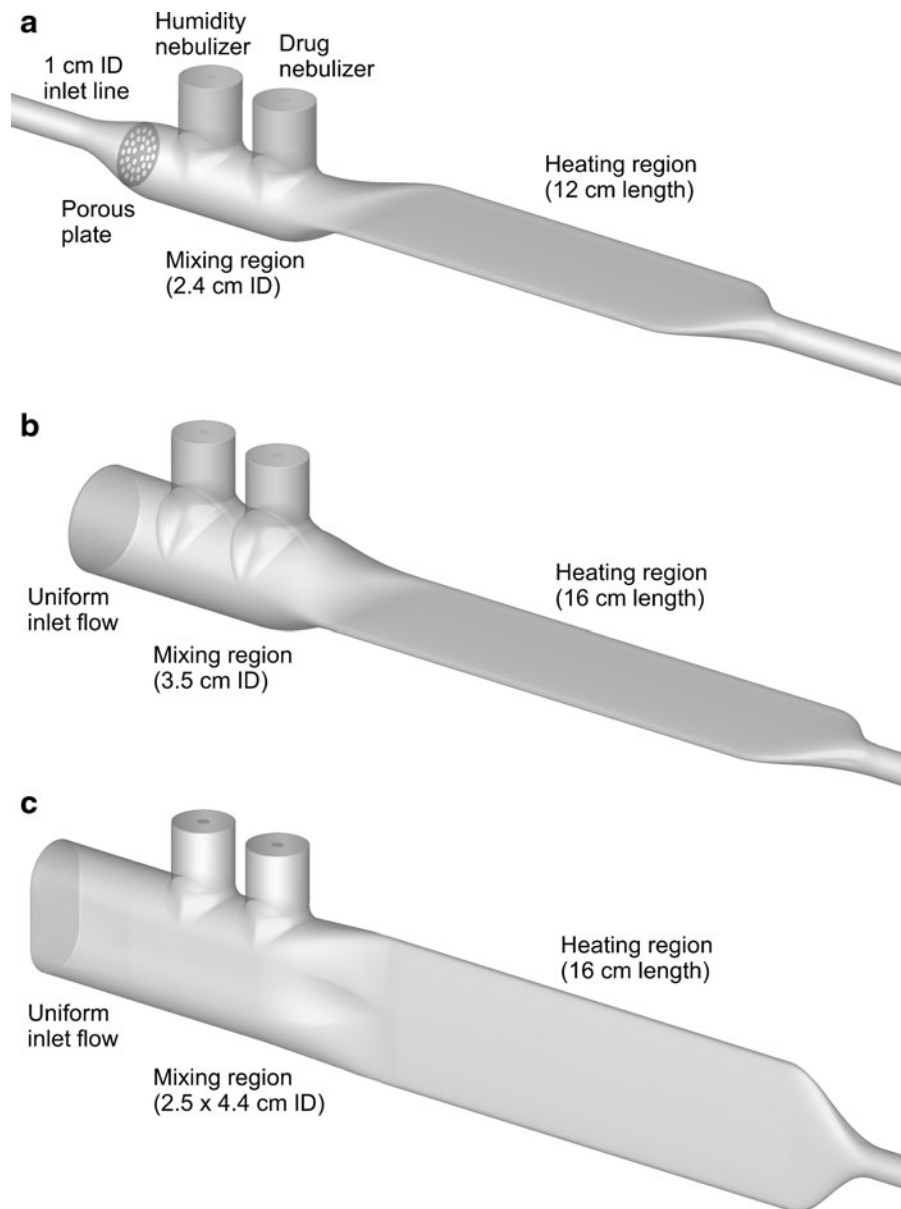 a
Humidity
nebulizer
Drug
nebulizer
1 cm ID
inlet line
Heating region
(12 cm length)
Porous
plate
Mixing region
(2.4 cm ID)
b
Heating region
(16 cm length)
Uniform
inlet flow
Mixing region
(3.5 cm ID)
c
Heating region
(16 cm length)
Uniform
inlet flow
Mixing region
(2.5 x 4.4 cm ID)